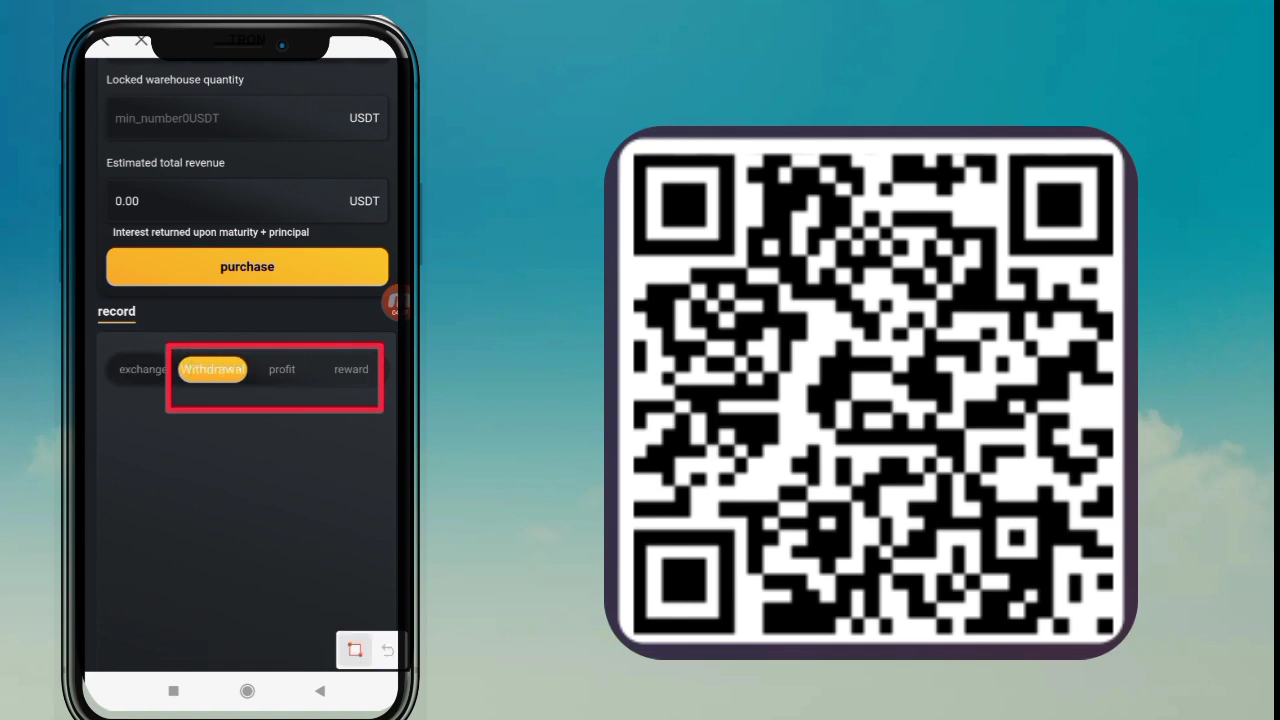 TRON
Locked warehouse quantity
min_number0USDT USDT
Estimated total revenue
0.00 USDT
Interest returned upon maturity + principal
purchase
record
exchange Withdrawal profit reward